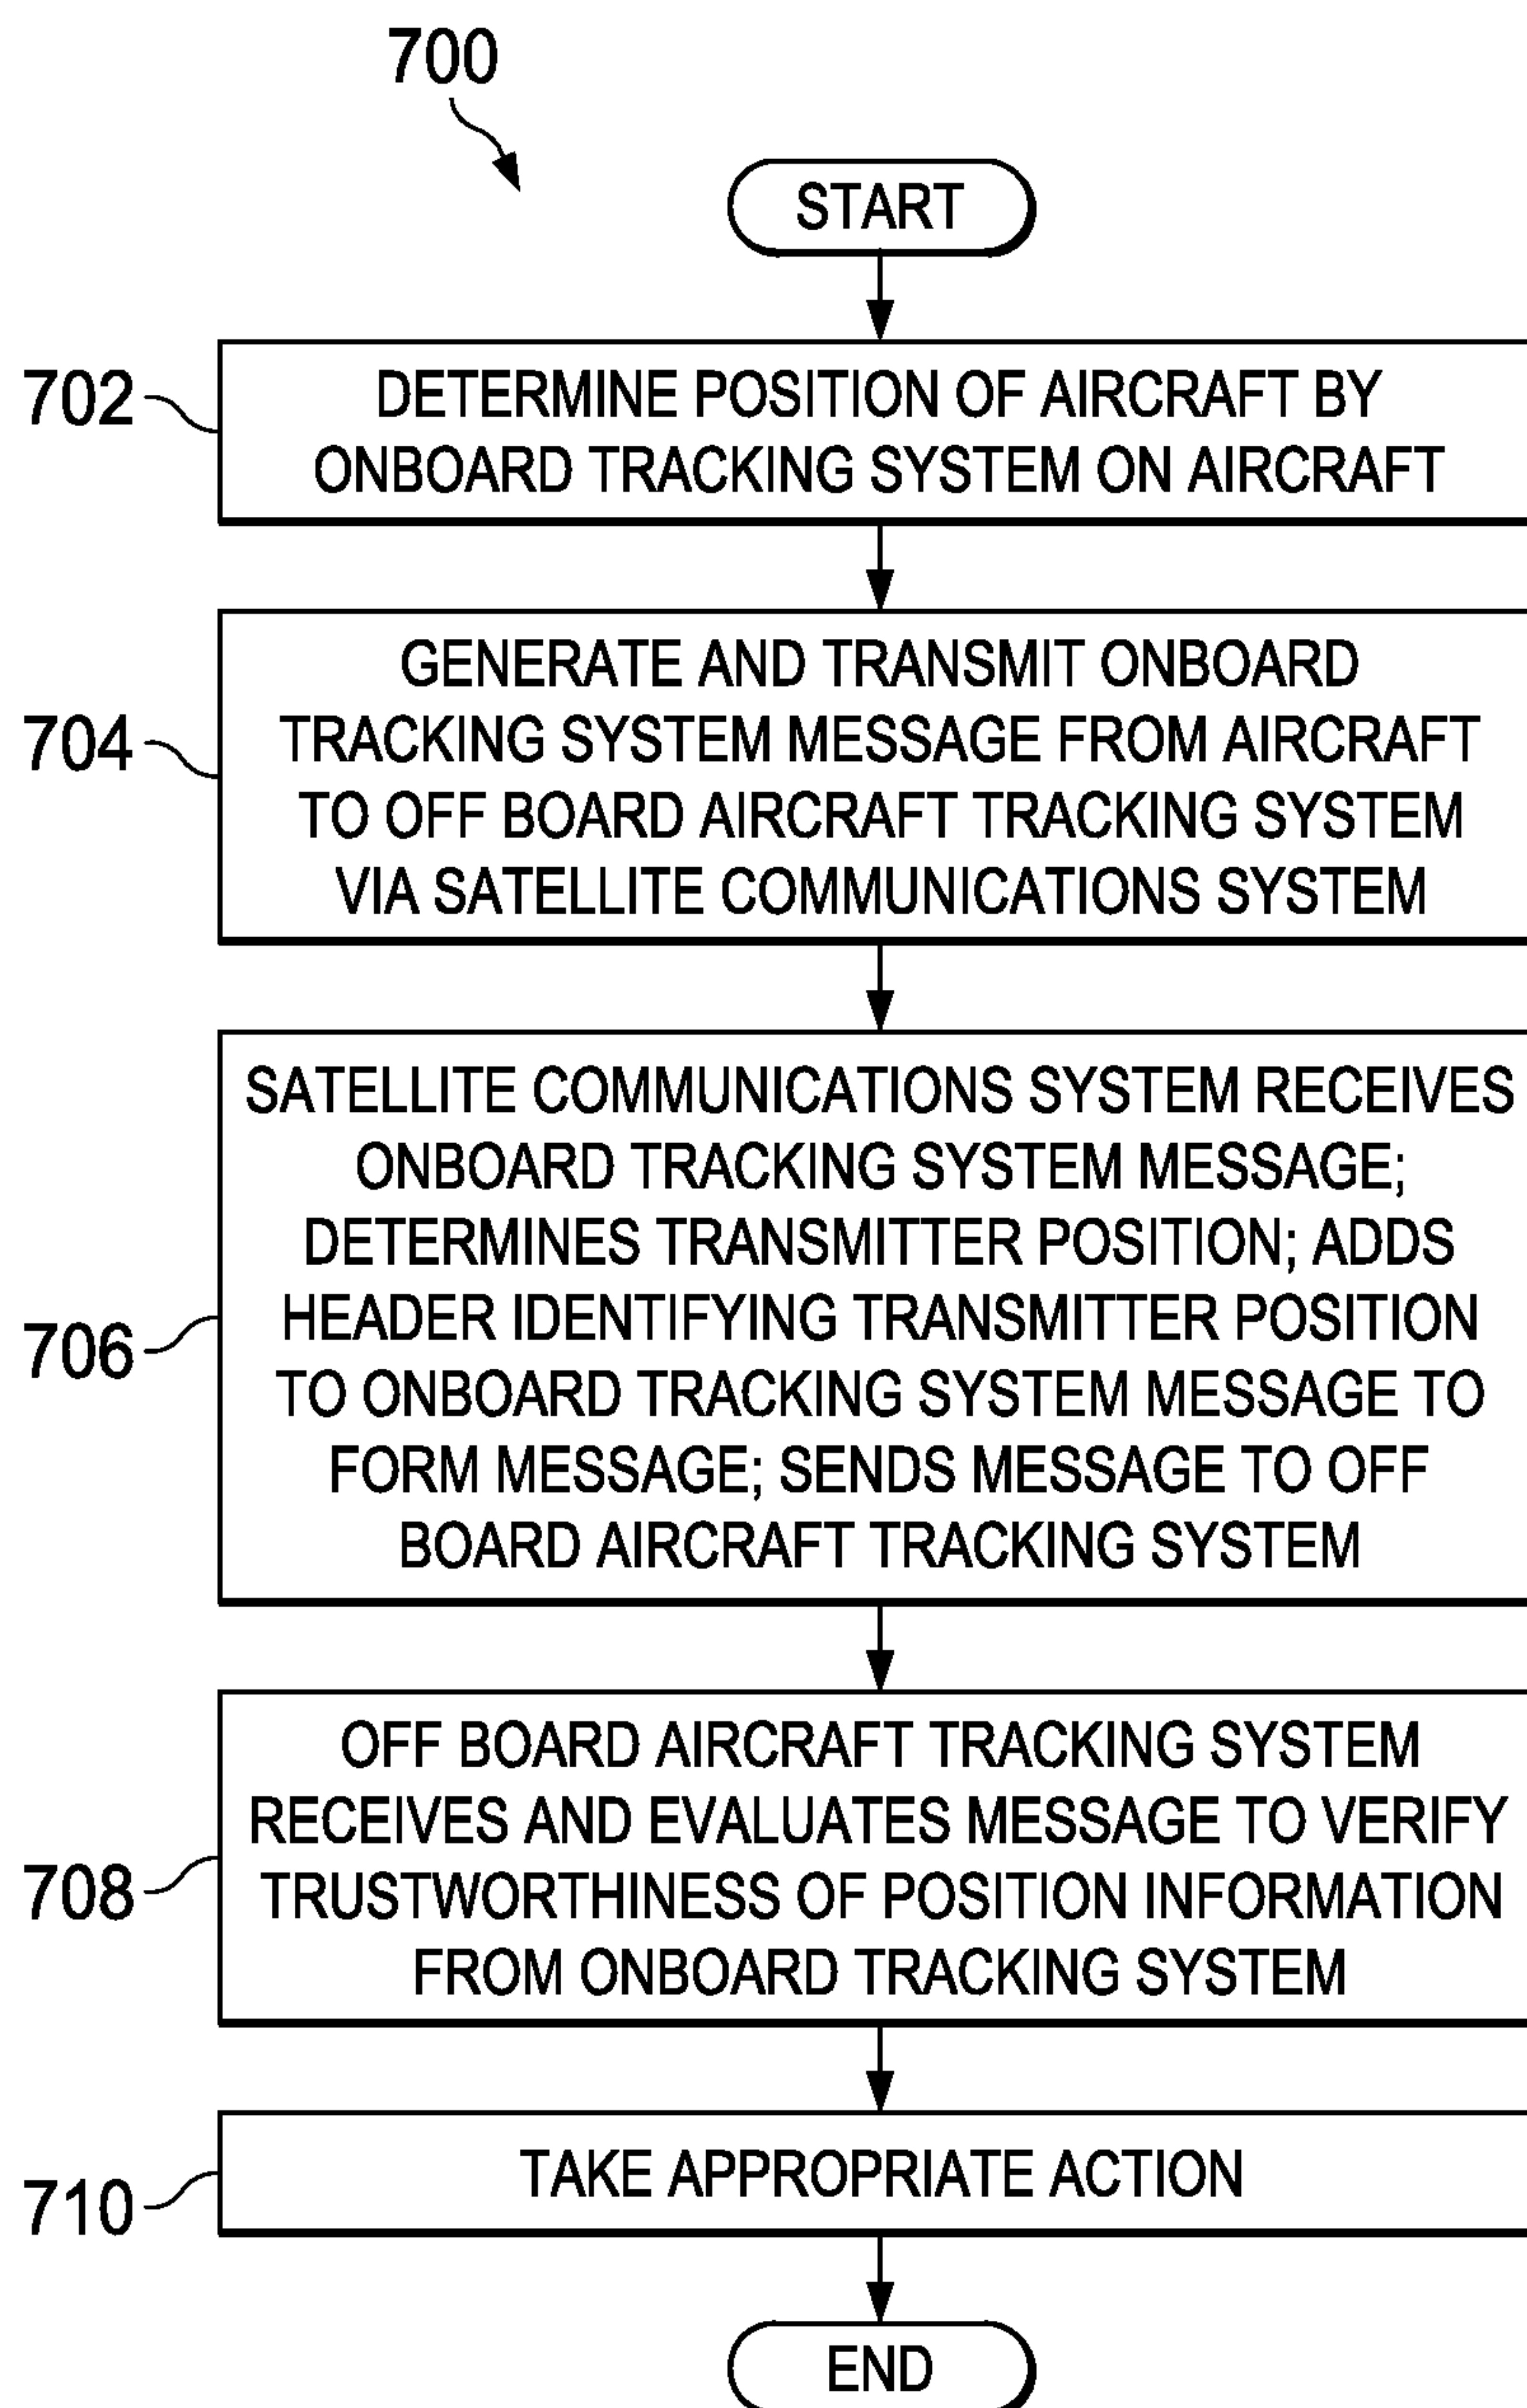 700
START
702
DETERMINE POSITION OF AIRCRAFT BY
ONBOARD TRACKING SYSTEM ON AIRCRAFT
704
GENERATE AND TRANSMIT ONBOARD
TRACKING SYSTEM MESSAGE FROM AIRCRAFT
TO OFF BOARD AIRCRAFT TRACKING SYSTEM
VIA SATELLITE COMMUNICATIONS SYSTEM
706
SATELLITE COMMUNICATIONS SYSTEM RECEIVES
ONBOARD TRACKING SYSTEM MESSAGE;
DETERMINES TRANSMITTER POSITION; ADDS
HEADER IDENTIFYING TRANSMITTER POSITION
TO ONBOARD TRACKING SYSTEM MESSAGE TO
FORM MESSAGE; SENDS MESSAGE TO OFF
BOARD AIRCRAFT TRACKING SYSTEM
708
OFF BOARD AIRCRAFT TRACKING SYSTEM
RECEIVES AND EVALUATES MESSAGE TO VERIFY
TRUSTWORTHINESS OF POSITION INFORMATION
FROM ONBOARD TRACKING SYSTEM
710
TAKE APPROPRIATE ACTION
END